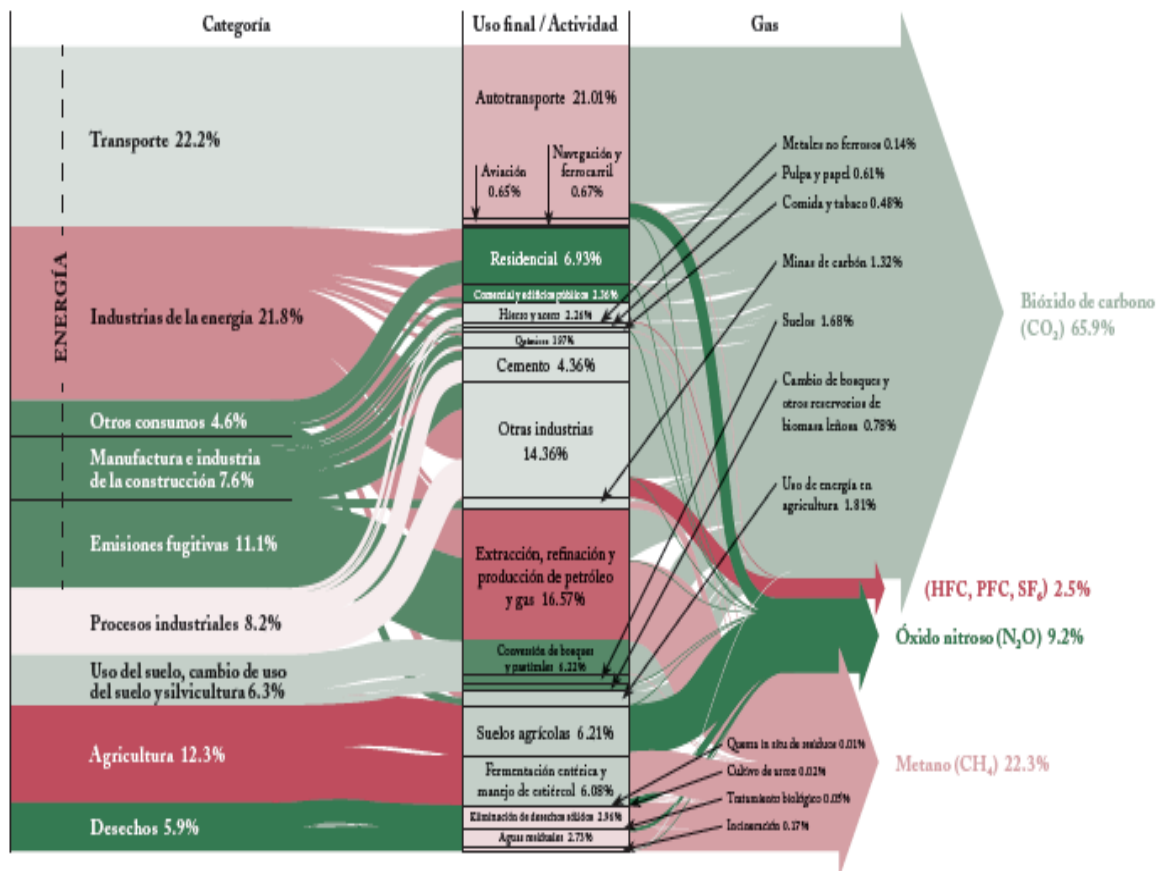 Categoría
Uso final / Actividad
Gas
ENERGÍA
Transporte 22.2%
Industrias de la energía 21.8%
Otros consumos 4.6%
Manufactura e industria
de la construcción 7.6%
Emisiones fugitivas 11.1%
Procesos industriales 8.2%
Uso del suelo, cambio de uso
del suelo y silvicultura 6.3%
Agricultura 12.3%
Desechos 5.9%
Autotransporte 21.01%
Aviación
0.65%
Navegación y
ferrocarril
0.67%
Residencial 6.93%
Comercial y edificios públicos
Hierro y acero 2.26%
Químicos
Cemento 4.36%
Otras industrias
14.36%
Extracción, refinación y
producción de petróleo
y gas 16.57%
Conversión de bosques
y pastizales 6.22%
Suelos agrícolas 6.21%
Fermentación entérica y
manejo de estiércol 6.08%
Eliminación de desechos sólidos 2.96%
Aguas residuales 2.73%
Metales no ferrosos 0.14%
Pulpa y papel 0.61%
Comida y tabaco 0.48%
Minas de carbón 1.32%
Suelos 1.68%
Cambio de bosques y
otros reservorios de
biomasa leñosa 0.78%
Uso de energía en
agricultura 1.81%
Quema in situ de residuos 0.01%
Cultivo de arroz 0.02%
Tratamiento biológico 0.05%
Incineración 0.17%
Bióxido de carbono
(CO₂) 65.9%
(HFC, PFC, SF₆) 2.5%
Óxido nitroso (N₂O) 9.2%
Metano (CH₄) 22.3%